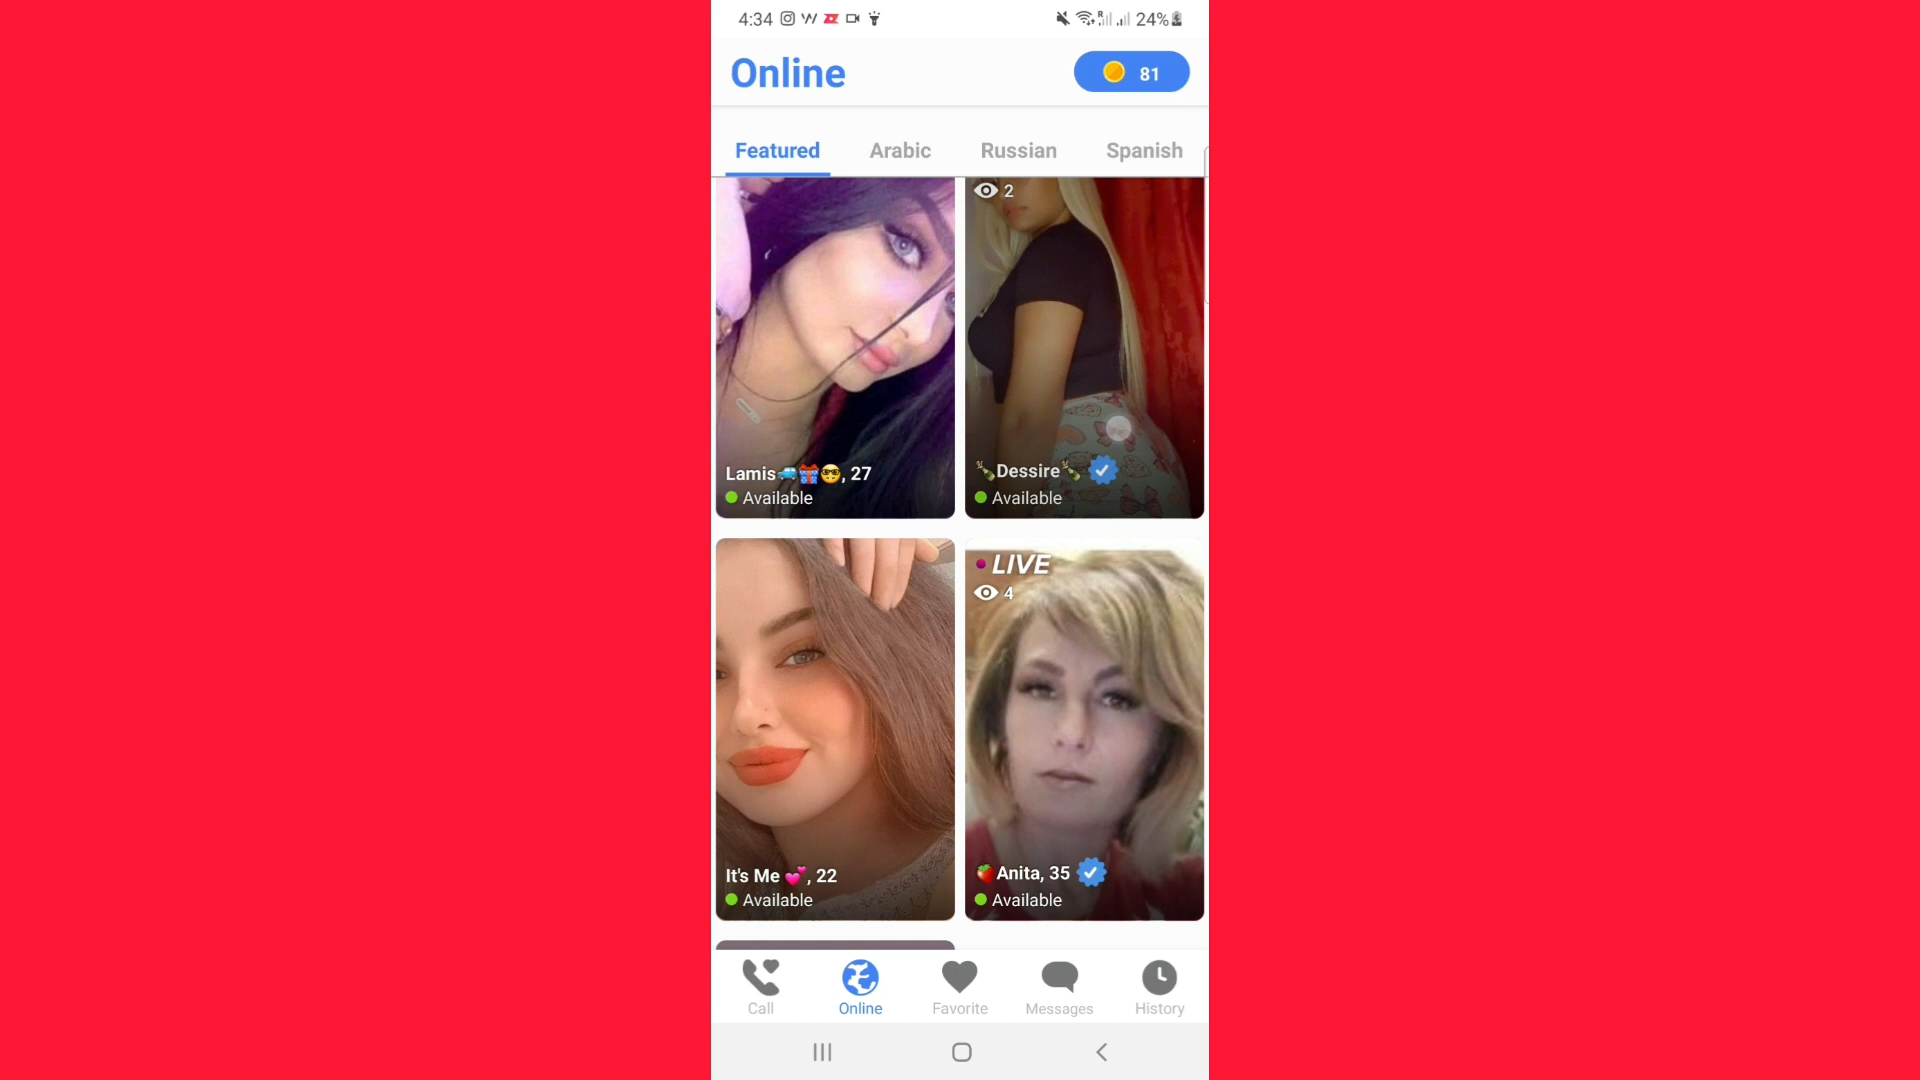 4:34
R
24%
Online
81
Featured Arabic Russian Spanish
2
Lamis🚙🎁🤓, 27
Available
🍾Dessire🍾
Available
LIVE
4
It's Me 💕, 22
Available
🍓Anita, 35
Available
Call Online Favorite Messages History